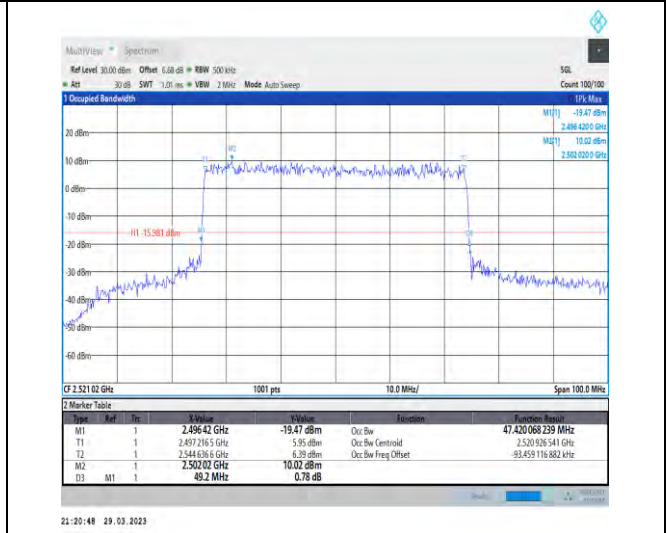 MultiView Spectrum
Ref Level 30.00 dBm Offset 6.68 dB RBW 500 kHz SGL
Att 30 dB SWT 1.01 ms VBW 2 MHz Mode Auto Sweep Count 100/100
1 Occupied Bandwidth 1Pk Max
M1[1] -19.47 dBm
2.496 420 0 GHz
20 dBm
M2[1] 10.02 dBm
2.502 020 0 GHz
M2
T1
10 dBm
0 dBm
-10 dBm
H1 -15.981 dBm
M1
-20 dBm
-30 dBm
-40 dBm
-50 dBm
-60 dBm
CF 2.521 02 GHz 1001 pts 10.0 MHz/ Span 100.0 MHz
2 Marker Table
Type Ref Trc X-Value Y-Value Function Function Result
M1 1 2.496 42 GHz -19.47 dBm Occ Bw 47.420 068 239 MHz
T1 1 2.497 216 5 GHz 5.95 dBm Occ Bw Centroid 2.520 926 541 GHz
T2 1 2.544 636 6 GHz 6.39 dBm Occ Bw Freq Offset -93.459 116 882 kHz
M2 1 2.502 02 GHz 10.02 dBm
D3 M1 1 49.2 MHz 0.78 dB
21:20:48 29.03.2023